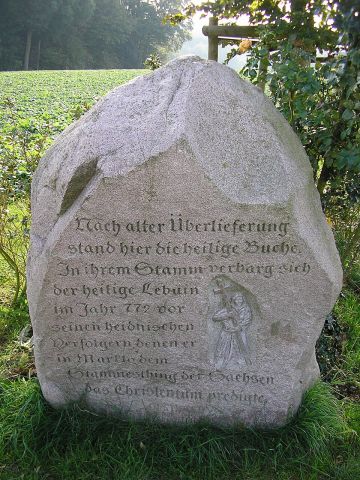 Nach alter Überlieferung
stand hier die heilige Buche.
In ihrem Stamm verbarg sich
der heilige Lebuin
im Jahr 772 vor
seinen heidnischen
Verfolgern denen er
in Marklo dem
Stammesthing der Sachsen
das Christentum predigte.